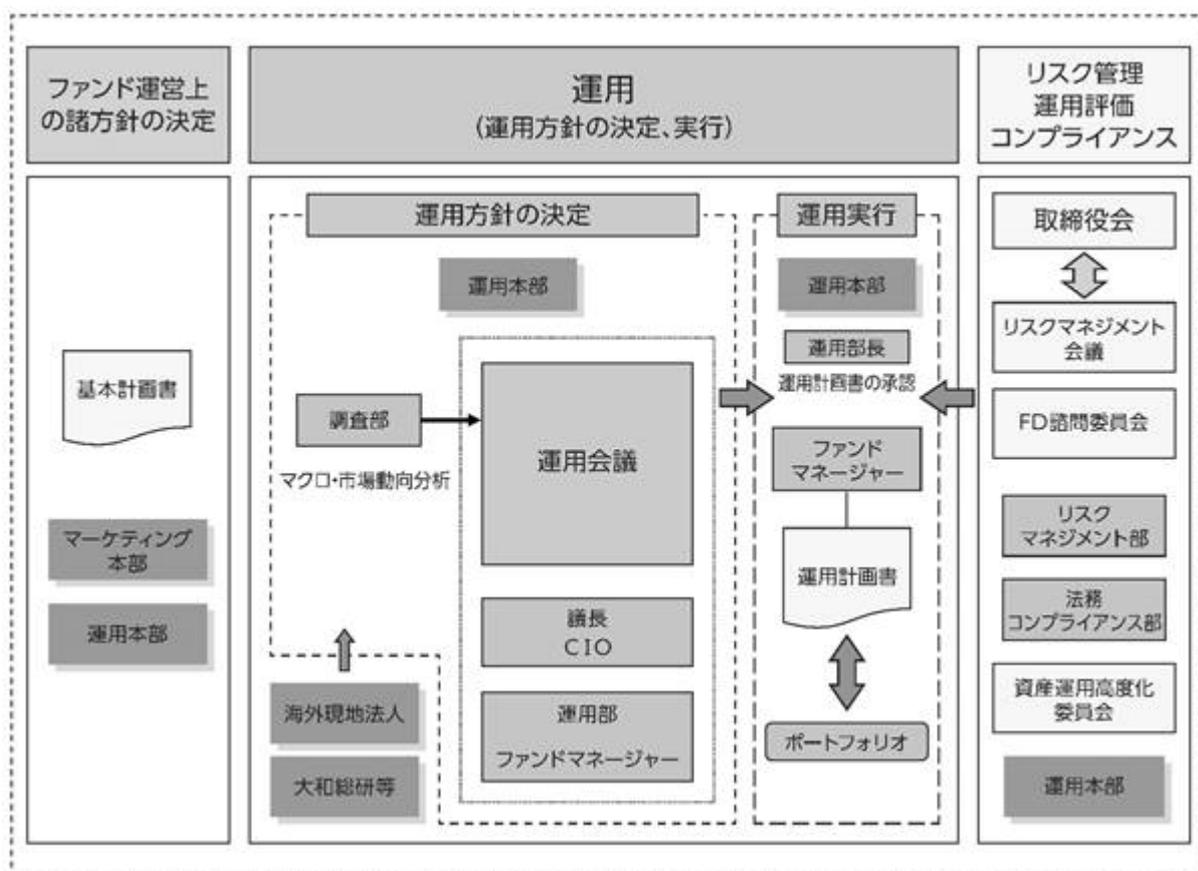 ファンド運営上
の諸方針の決定
運用
(運用方針の決定、実行)
リスク管理
運用評価
コンプライアンス
基本計画書
マーケティング
本部
運用本部
運用方針の決定
運用本部
調査部
マクロ・市場動向分析
運用会議
議長
CIO
運用部
ファンドマネージャー
海外現地法人
大和総研等
運用実行
運用本部
運用部長
運用計画書の承認
ファンド
マネージャー
運用計画書
ポートフォリオ
取締役会
リスクマネジメント
会議
FD諮問委員会
リスク
マネジメント部
法務
コンプライアンス部
資産運用高度化
委員会
運用本部